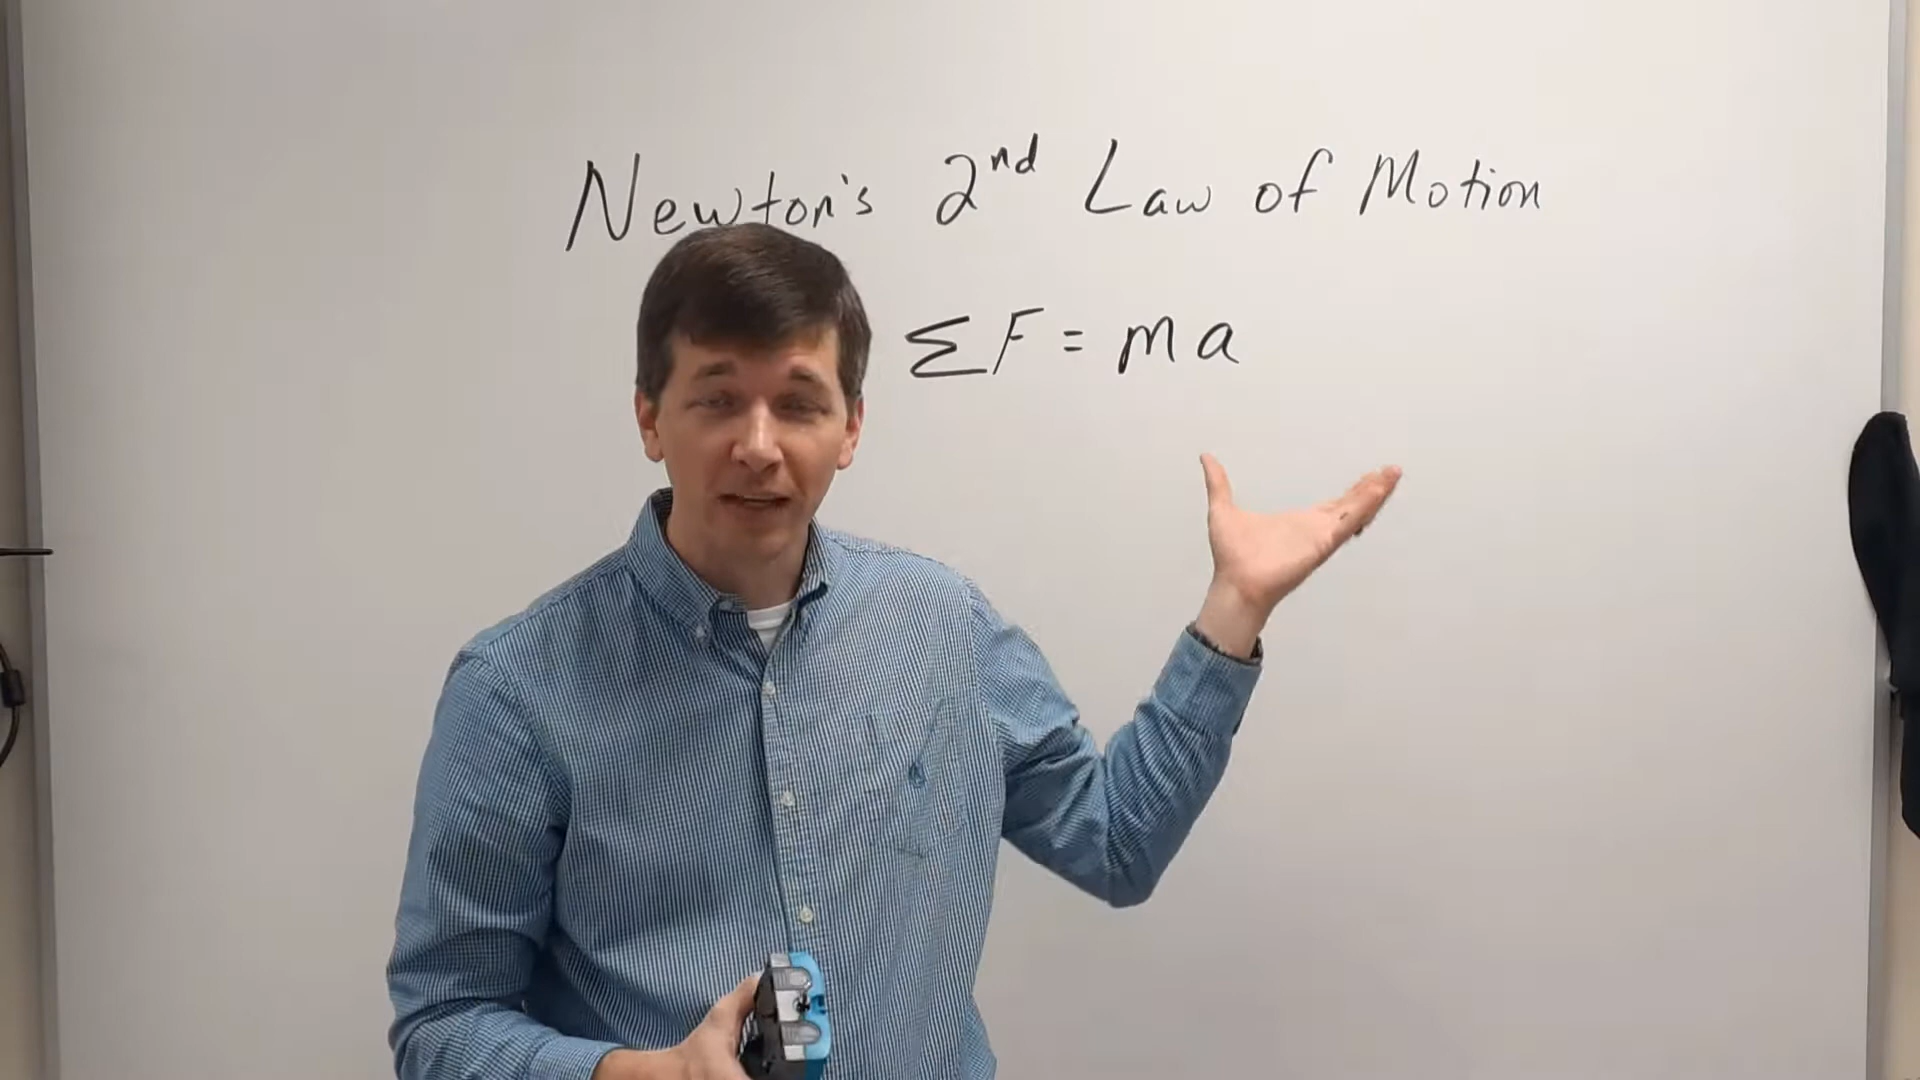 Newton's 2nd Law of Motion
ΣF = ma